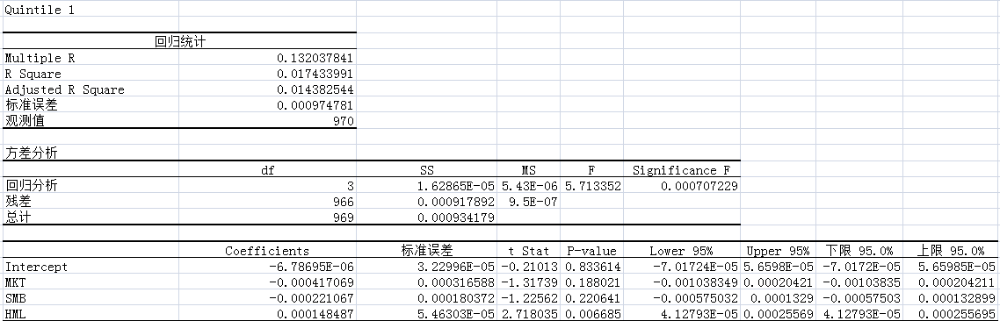 Quintile 1
回归统计
Multiple R 0.132037841
R Square 0.017433991
Adjusted R Square 0.014382544
标准误差 0.000974781
观测值 970
方差分析
df SS MS F Significance F
回归分析 3 1.62865E-05 5.43E-06 5.713352 0.000707229
残差 966 0.000917892 9.5E-07
总计 969 0.000934179
Coefficients 标准误差 t Stat P-value Lower 95% Upper 95% 下限 95.0% 上限 95.0%
Intercept -6.78695E-06 3.22996E-05 -0.21013 0.833614 -7.01724E-05 5.6598E-05 -7.0172E-05 5.65985E-05
MKT -0.000417069 0.000316588 -1.31739 0.188021 -0.001038349 0.00020421 -0.00103835 0.000204211
SMB -0.000221067 0.000180372 -1.22562 0.220641 -0.000575032 0.0001329 -0.00057503 0.000132899
HML 0.000148487 5.46303E-05 2.718035 0.006685 4.12793E-05 0.00025569 4.12793E-05 0.000255695